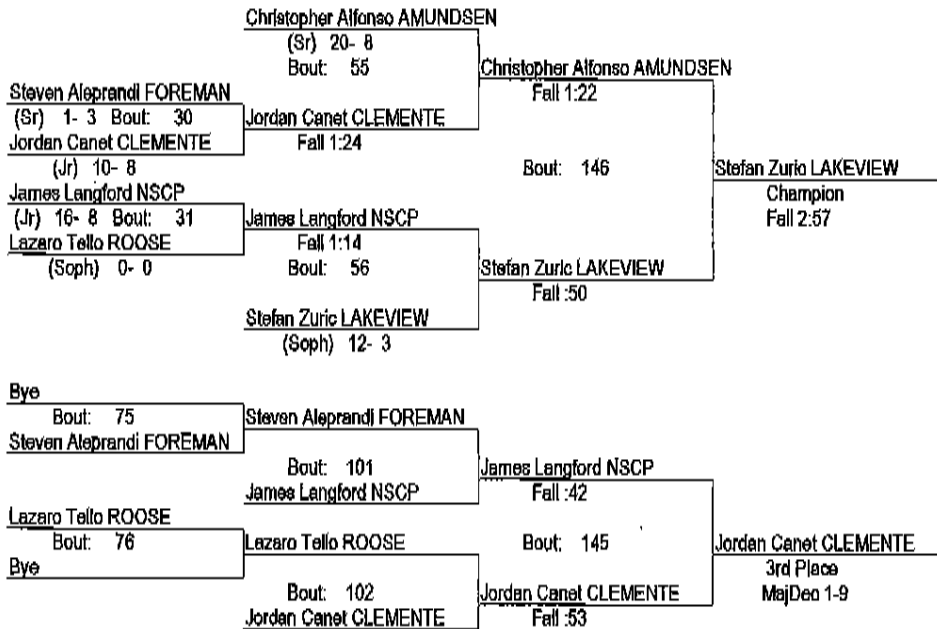 Christopher Alfonso AMUNDSEN
(Sr) 20- 8
Bout: 55
Christopher Alfonso AMUNDSEN
Fall 1:22
Steven Aleprandi FOREMAN
(Sr) 1- 3 Bout: 30
Jordan Canet CLEMENTE
Fall 1:24
Jordan Canet CLEMENTE
(Jr) 10- 8
Bout: 146
Stefan Zuric LAKEVIEW
Champion
Fall 2:57
James Langford NSCP
(Jr) 16- 8 Bout: 31
James Langford NSCP
Fall 1:14
Lazaro Tello ROOSE
(Soph) 0- 0
Bout: 56
Stefan Zuric LAKEVIEW
Fall :50
Stefan Zuric LAKEVIEW
(Soph) 12- 3
Bye
Bout: 75
Steven Aleprandi FOREMAN
Steven Aleprandi FOREMAN
Bout: 101
James Langford NSCP
Fall :42
James Langford NSCP
Lazaro Tello ROOSE
Bout: 76
Lazaro Tello ROOSE
Bout: 145
Jordan Canet CLEMENTE
3rd Place
MajDec 1-9
Bye
Bout: 102
Jordan Canet CLEMENTE
Fall :53
Jordan Canet CLEMENTE